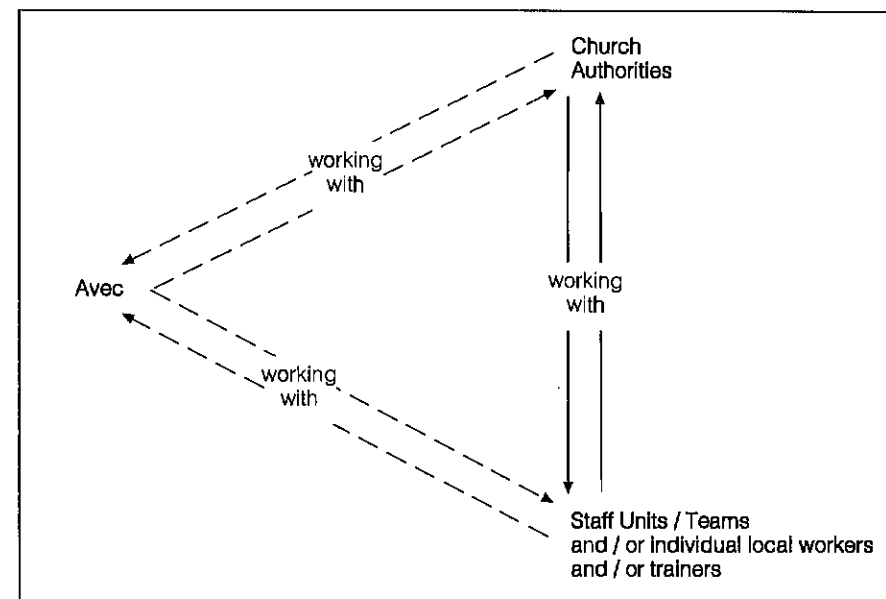 Church
Authorities
working
with
Avec
working
with
working
with
Staff Units / Teams
and / or individual local workers
and / or trainers